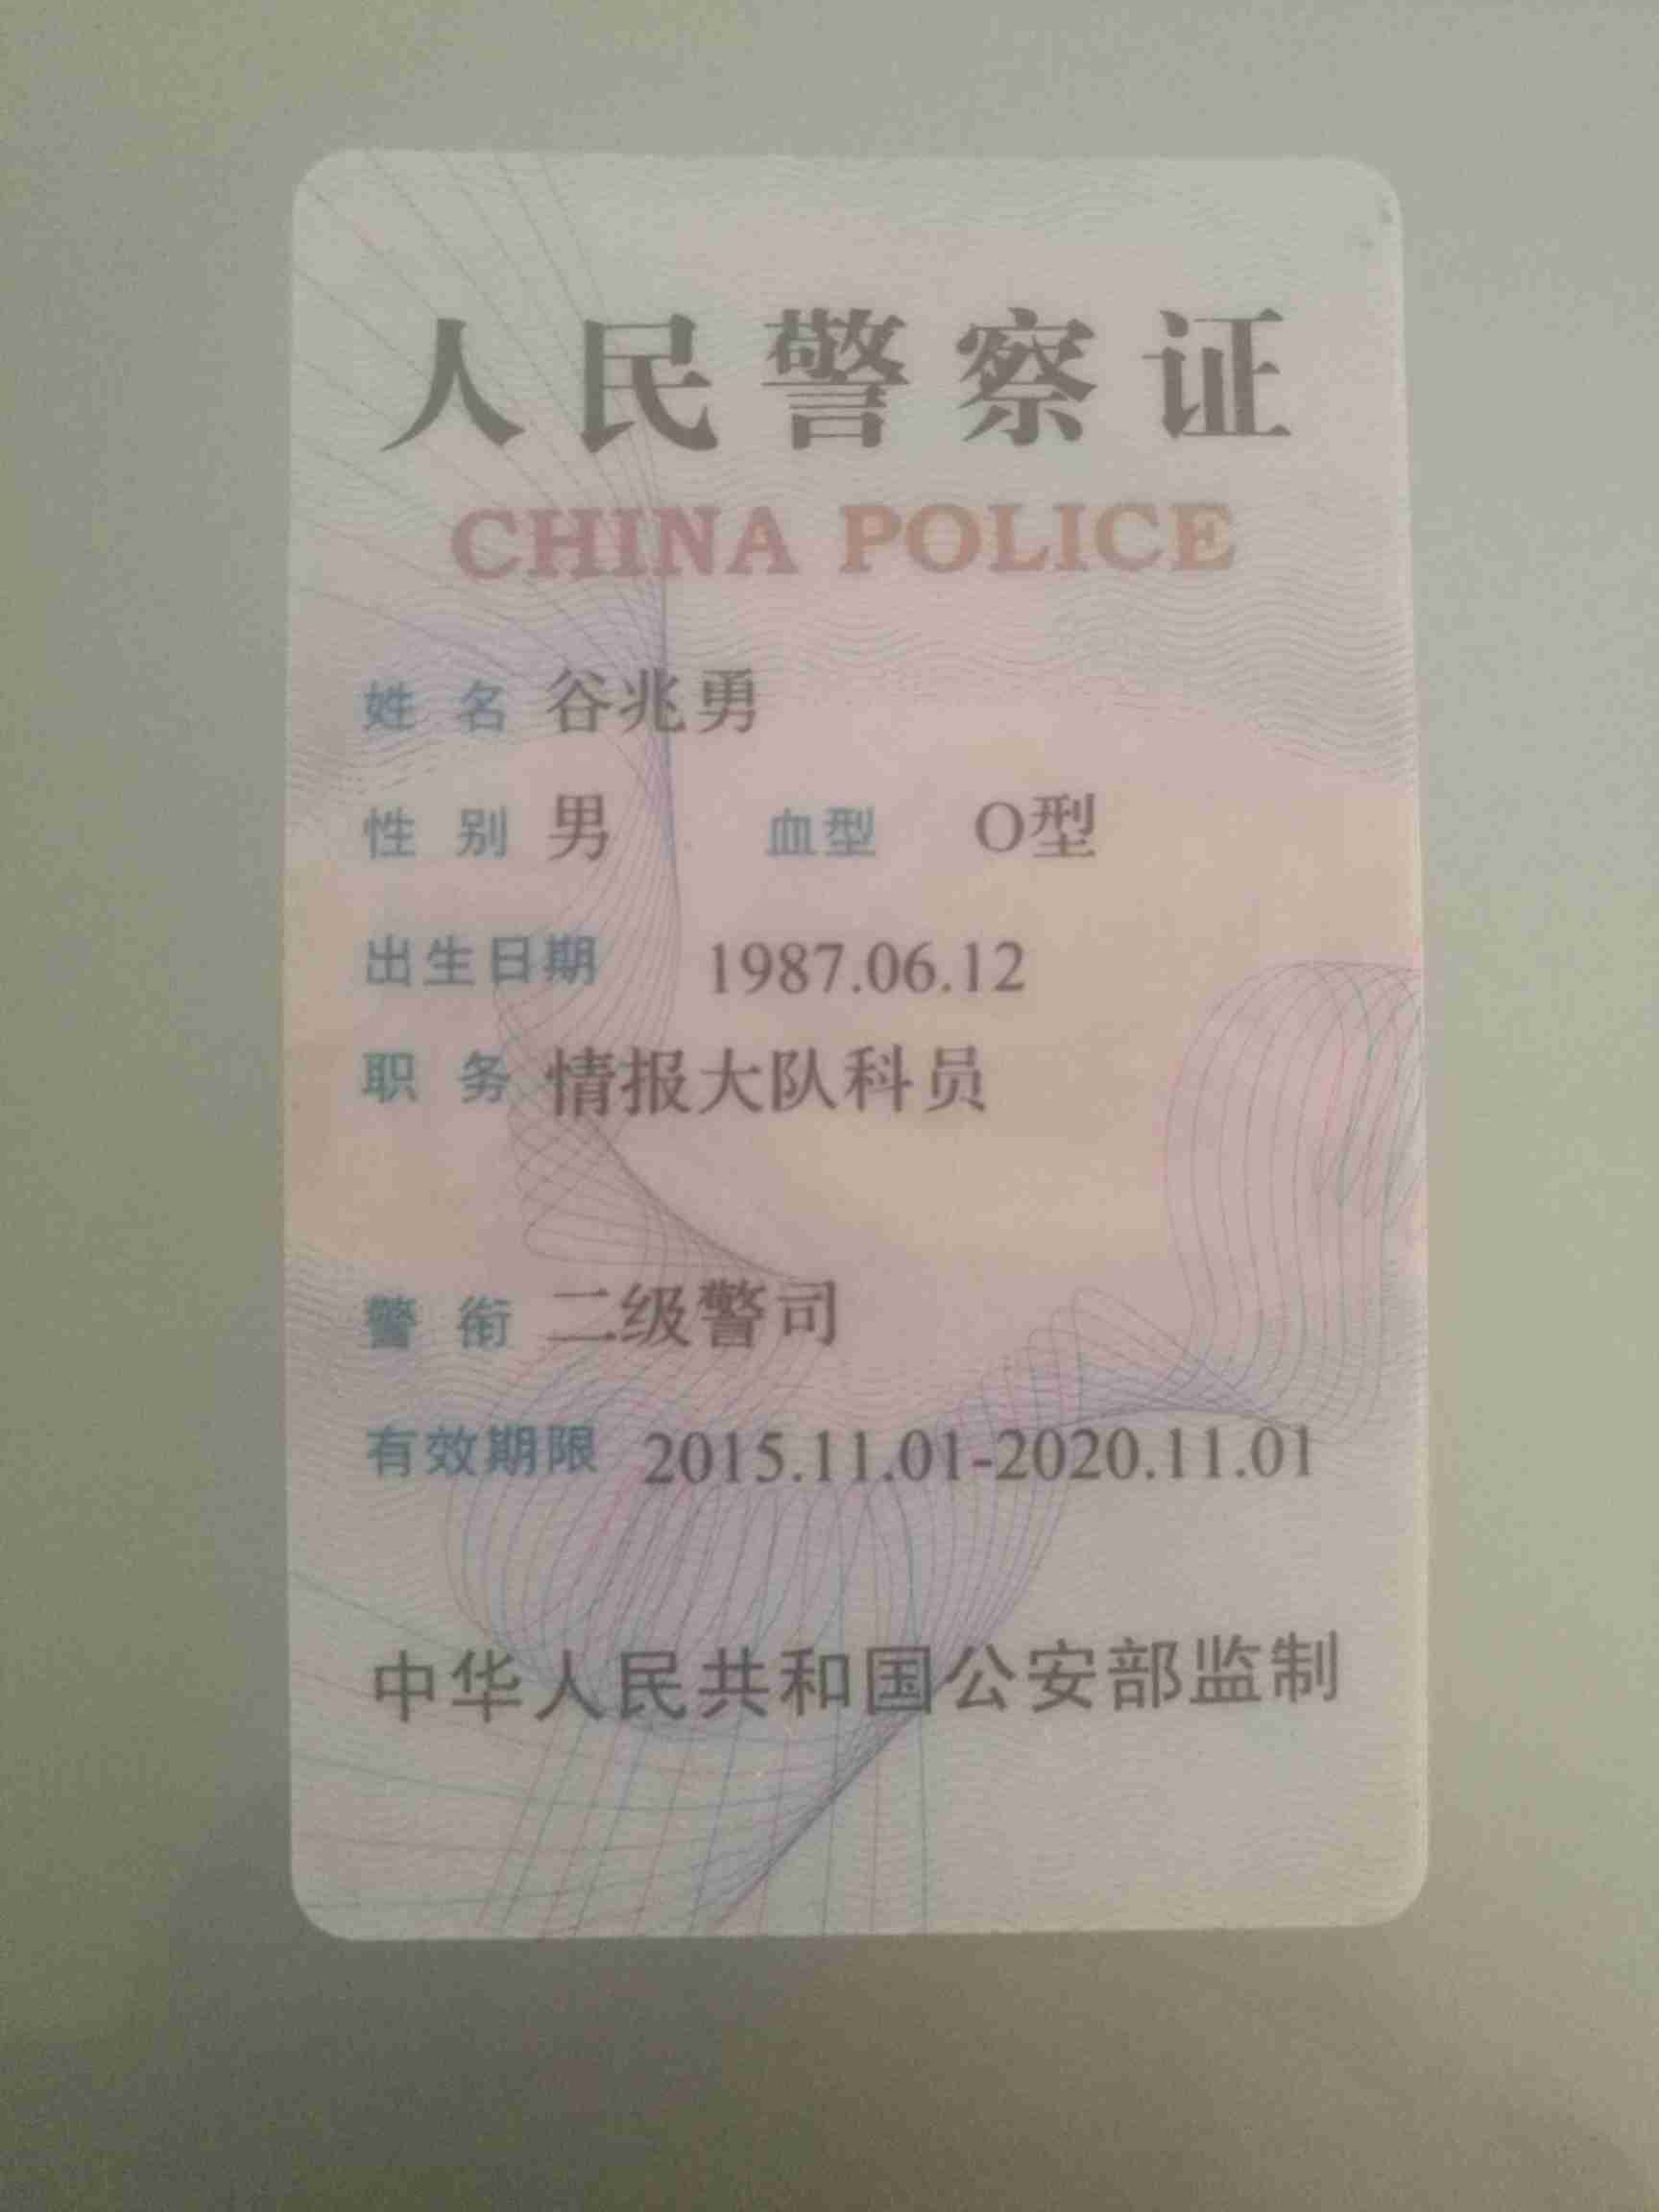 人民警察证
CHINA POLICE
姓 名 谷兆勇
性 别 男 血型 O型
出生日期 1987.06.12
职 务 情报大队科员
警 衔 二级警司
有效期限 2015.11.01-2020.11.01
中华人民共和国公安部监制